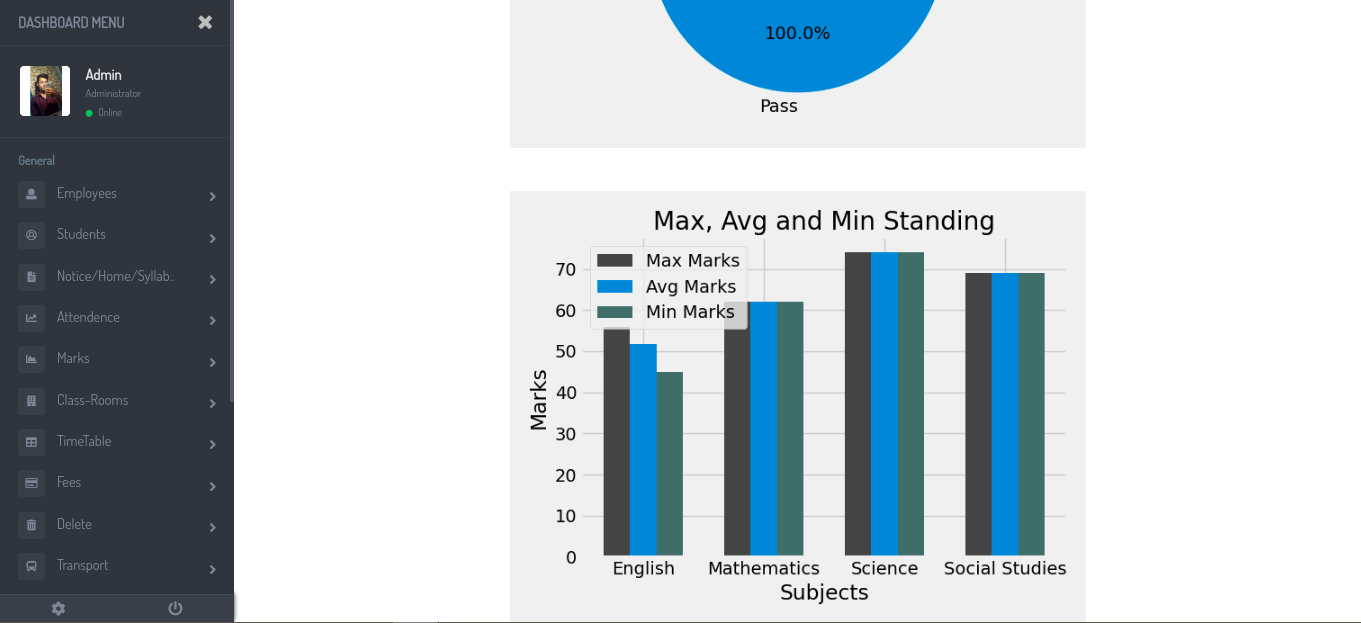 DASHBOARD MENU
Admin
Administrator
Online
General
Employees
Students
Notice/Home/Syllab..
Attendence
Marks
Class-Rooms
TimeTable
Fees
Delete
Transport
100.0%
Pass
Max, Avg and Min Standing
Max Marks
Avg Marks
Min Marks
70
60
50
40
30
20
10
0
Marks
English Mathematics Science Social Studies
Subjects